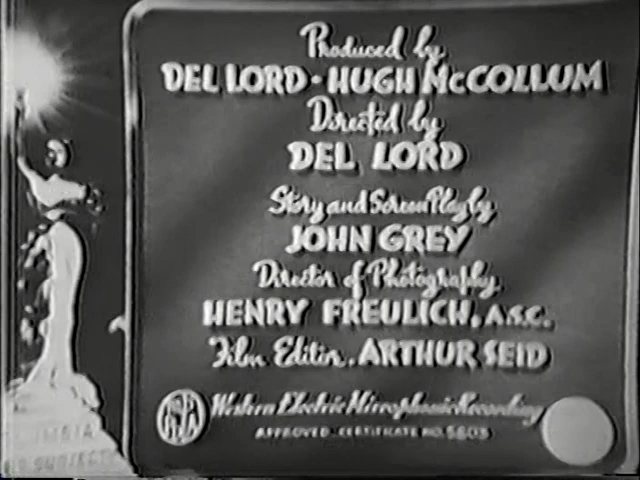 Produced by
DEL LORD · HUGH McCOLLUM
Directed by
DEL LORD
Story and Screen Play by
JOHN GREY
Director of Photography,
HENRY FREULICH, A.S.C.
Film Editor, ARTHUR SEID
Western Electric Microphonic Recording
APPROVED - CERTIFICATE NO. 5603